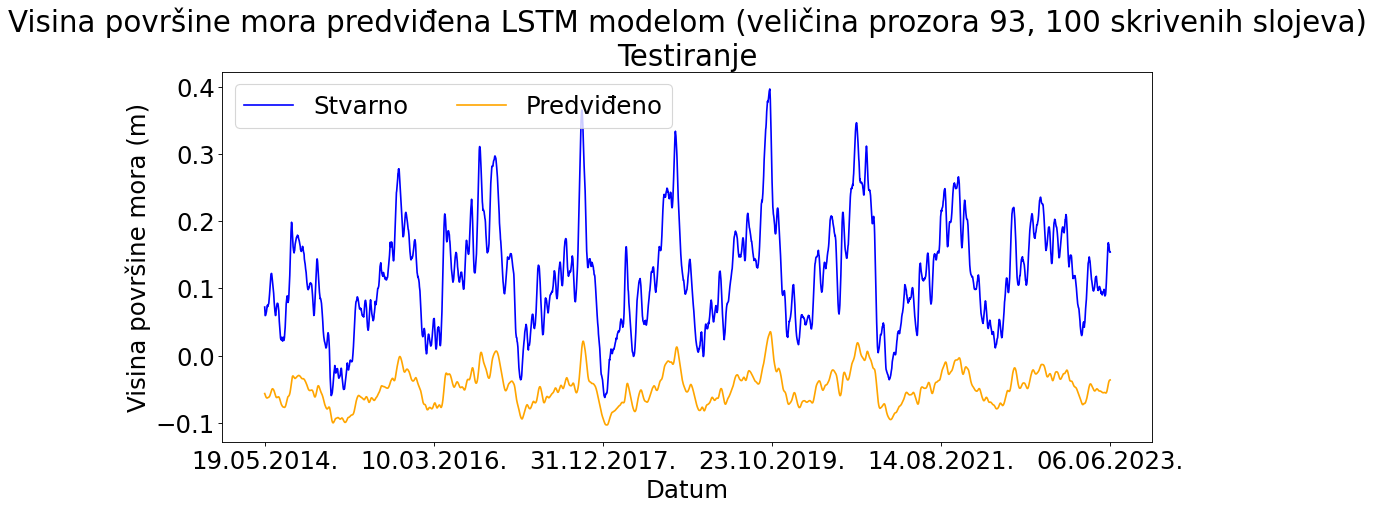 Visina površine mora predviđena LSTM modelom (veličina prozora 93, 100 skrivenih slojeva)
Testiranje
Stvarno Predviđeno
Visina površine mora (m)
0.4
0.3
0.2
0.1
0.0
−0.1
19.05.2014. 10.03.2016. 31.12.2017. 23.10.2019. 14.08.2021. 06.06.2023.
Datum